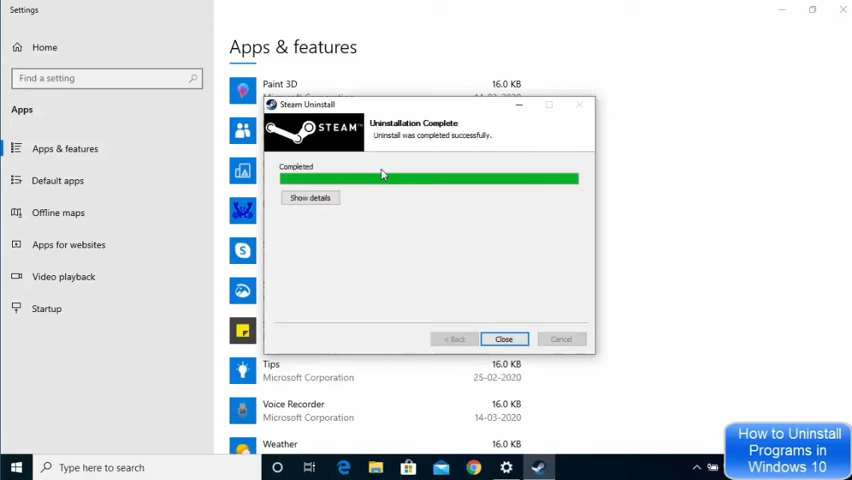 Settings
Home
Find a setting
Apps
Apps & features
Default apps
Offline maps
Apps for websites
Video playback
Startup
Apps & features
Paint 3D
16.0 KB
Steam Uninstall
STEAM™
Uninstallation Complete
Uninstall was completed successfully.
Completed
Show details
< Back
Close
Cancel
Tips
16.0 KB
Microsoft Corporation
25-02-2020
Voice Recorder
16.0 KB
Microsoft Corporation
14-03-2020
Weather
16.0 KB
Type here to search
How to Uninstall
Programs in
Windows 10